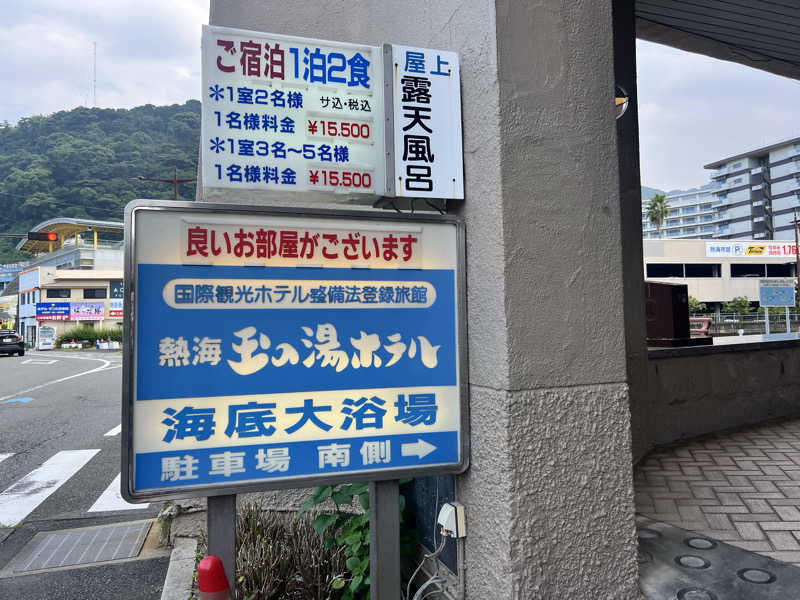 ご宿泊1泊2食
*1室2名様 サ込・税込
1名様料金 ¥15.500
*1室3名～5名様
1名様料金 ¥15.500
屋上
露天風呂
良いお部屋がございます
国際観光ホテル整備法登録旅館
熱海 玉の湯ホテル
海底大浴場
駐車場 南側 →